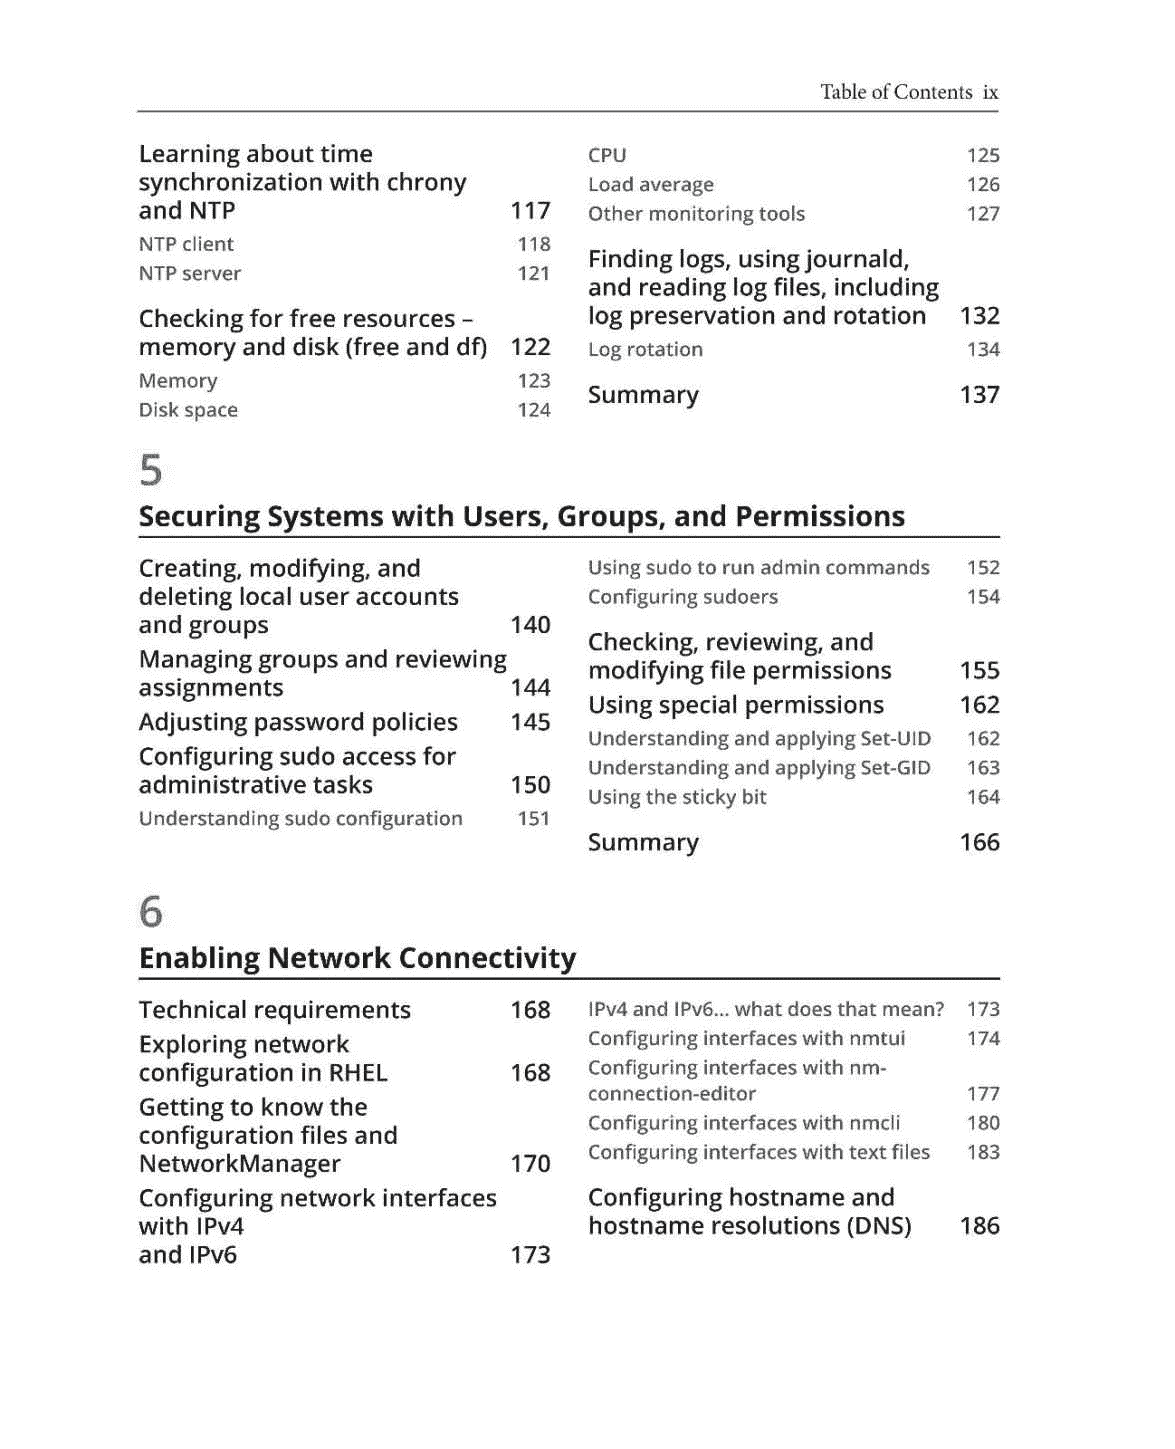 Table of Contents ix
Learning about time
synchronization with chrony
and NTP 117
NTP client 118
NTP server 121
Checking for free resources –
memory and disk (free and df) 122
Memory 123
Disk space 124
CPU 125
Load average 126
Other monitoring tools 127
Finding logs, using journald,
and reading log files, including
log preservation and rotation 132
Log rotation 134
Summary 137
5
Securing Systems with Users, Groups, and Permissions
Creating, modifying, and
deleting local user accounts
and groups 140
Managing groups and reviewing
assignments 144
Adjusting password policies 145
Configuring sudo access for
administrative tasks 150
Understanding sudo configuration 151
Using sudo to run admin commands 152
Configuring sudoers 154
Checking, reviewing, and
modifying file permissions 155
Using special permissions 162
Understanding and applying Set-UID 162
Understanding and applying Set-GID 163
Using the sticky bit 164
Summary 166
6
Enabling Network Connectivity
Technical requirements 168
Exploring network
configuration in RHEL 168
Getting to know the
configuration files and
NetworkManager 170
Configuring network interfaces
with IPv4
and IPv6 173
IPv4 and IPv6... what does that mean? 173
Configuring interfaces with nmtui 174
Configuring interfaces with nm-
connection-editor 177
Configuring interfaces with nmcli 180
Configuring interfaces with text files 183
Configuring hostname and
hostname resolutions (DNS) 186